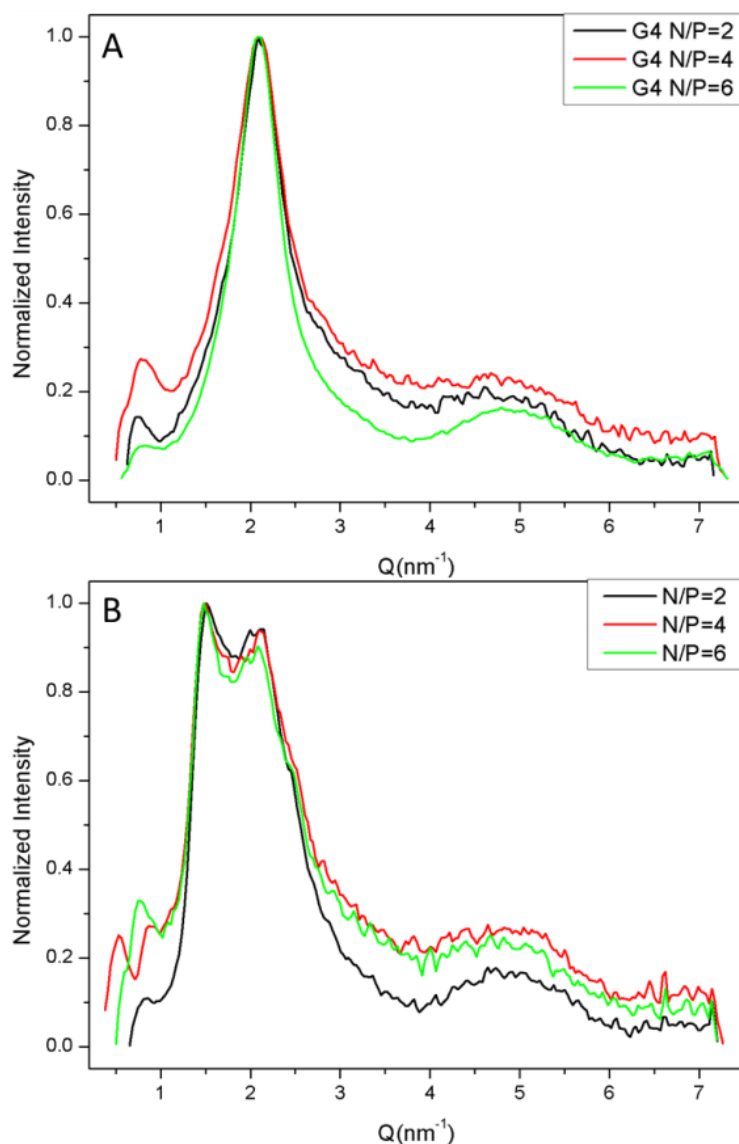 A
G4 N/P=2
G4 N/P=4
G4 N/P=6
Normalized Intensity
1.0
0.8
0.6
0.4
0.2
0.0
1 2 3 4 5 6 7
Q(nm⁻¹)
B
N/P=2
N/P=4
N/P=6
Normalized Intensity
1.0
0.8
0.6
0.4
0.2
0.0
1 2 3 4 5 6 7
Q(nm⁻¹)